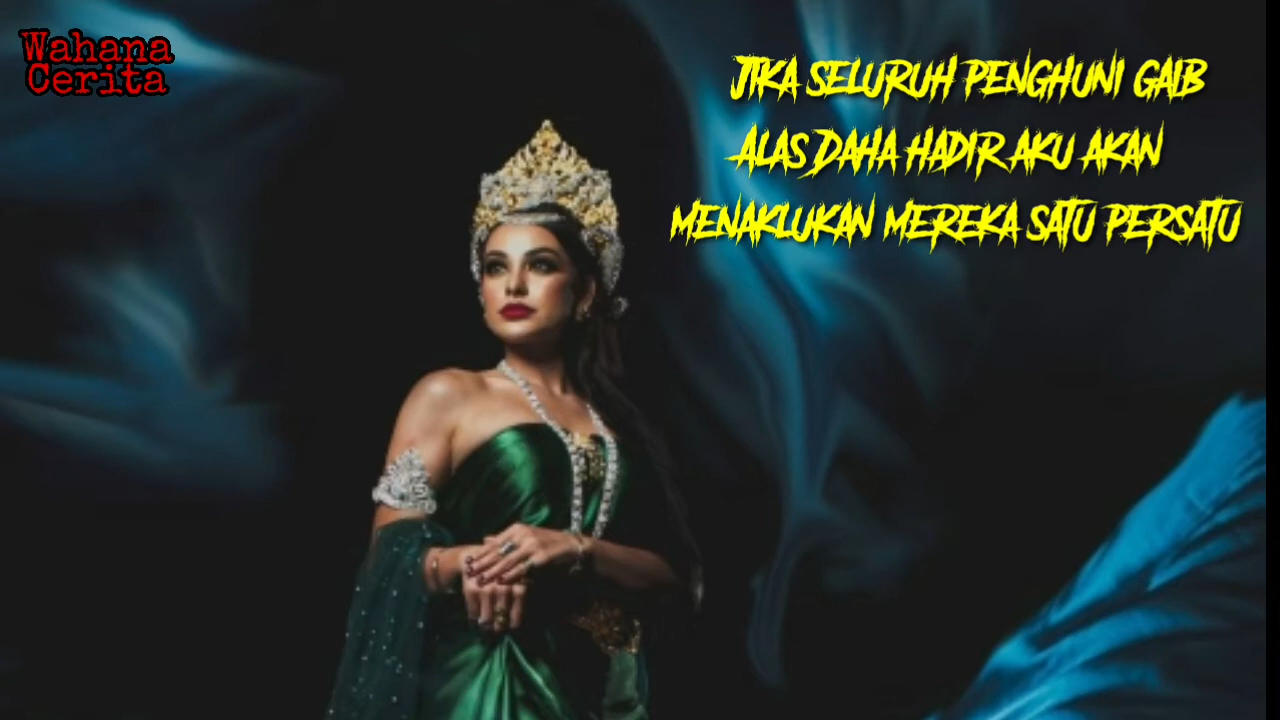 Wahana
Cerita
JIKA SELURUH PENGHUNI GAIB
ALAS DAHA HADIR AKU AKAN
MENAKLUKAN MEREKA SATU PERSATU